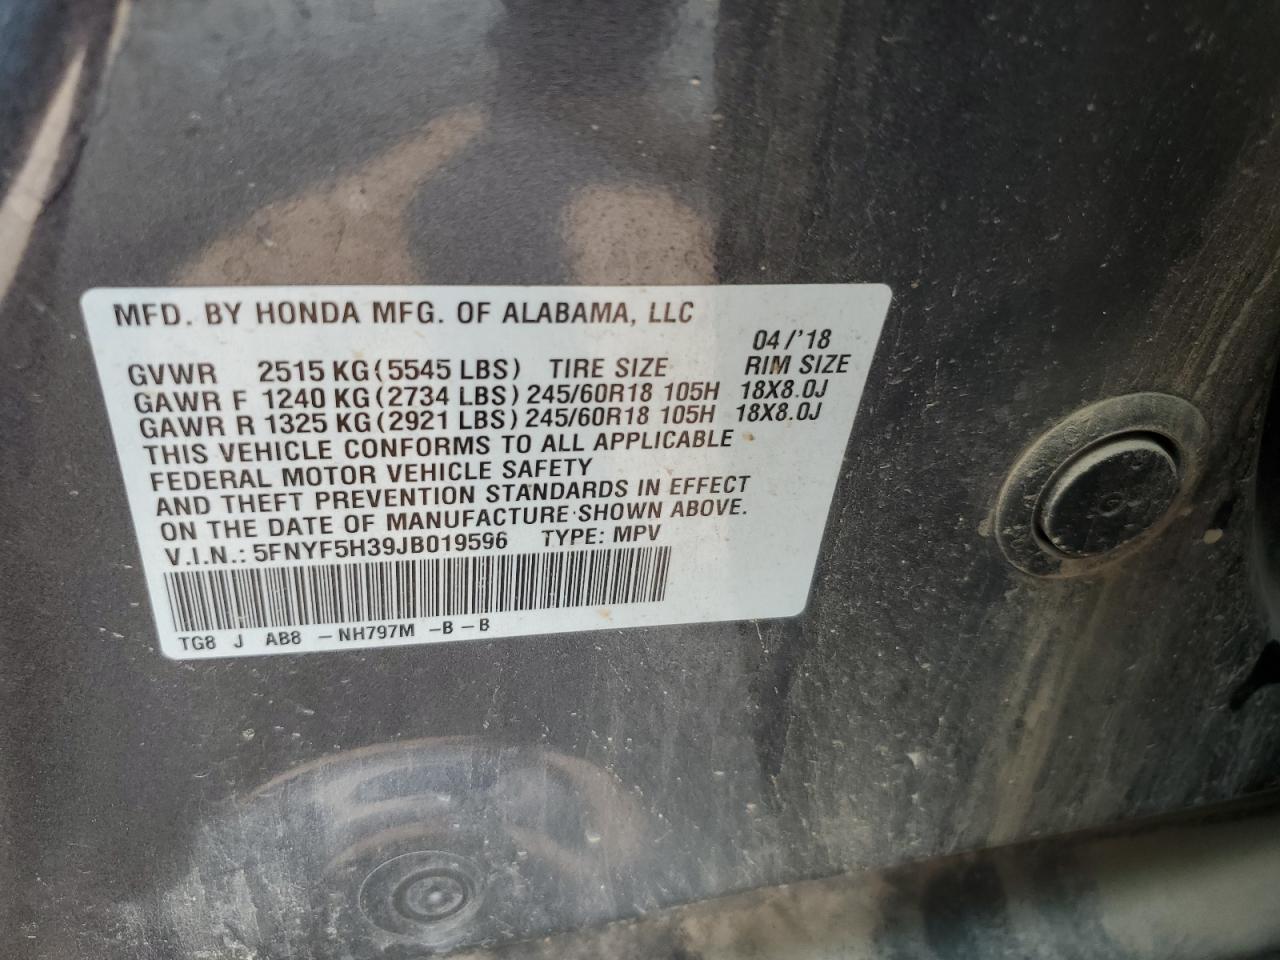 MFD. BY HONDA MFG. OF ALABAMA, LLC
04/'18
GVWR 2515 KG(5545 LBS) TIRE SIZE RIM SIZE
GAWR F 1240 KG(2734 LBS) 245/60R18 105H 18X8.0J
GAWR R 1325 KG(2921 LBS) 245/60R18 105H 18X8.0J
THIS VEHICLE CONFORMS TO ALL APPLICABLE
FEDERAL MOTOR VEHICLE SAFETY
AND THEFT PREVENTION STANDARDS IN EFFECT
ON THE DATE OF MANUFACTURE SHOWN ABOVE.
V.I.N.: 5FNYF5H39JB019596 TYPE: MPV
TG8 J AB8 -NH797M -B -B